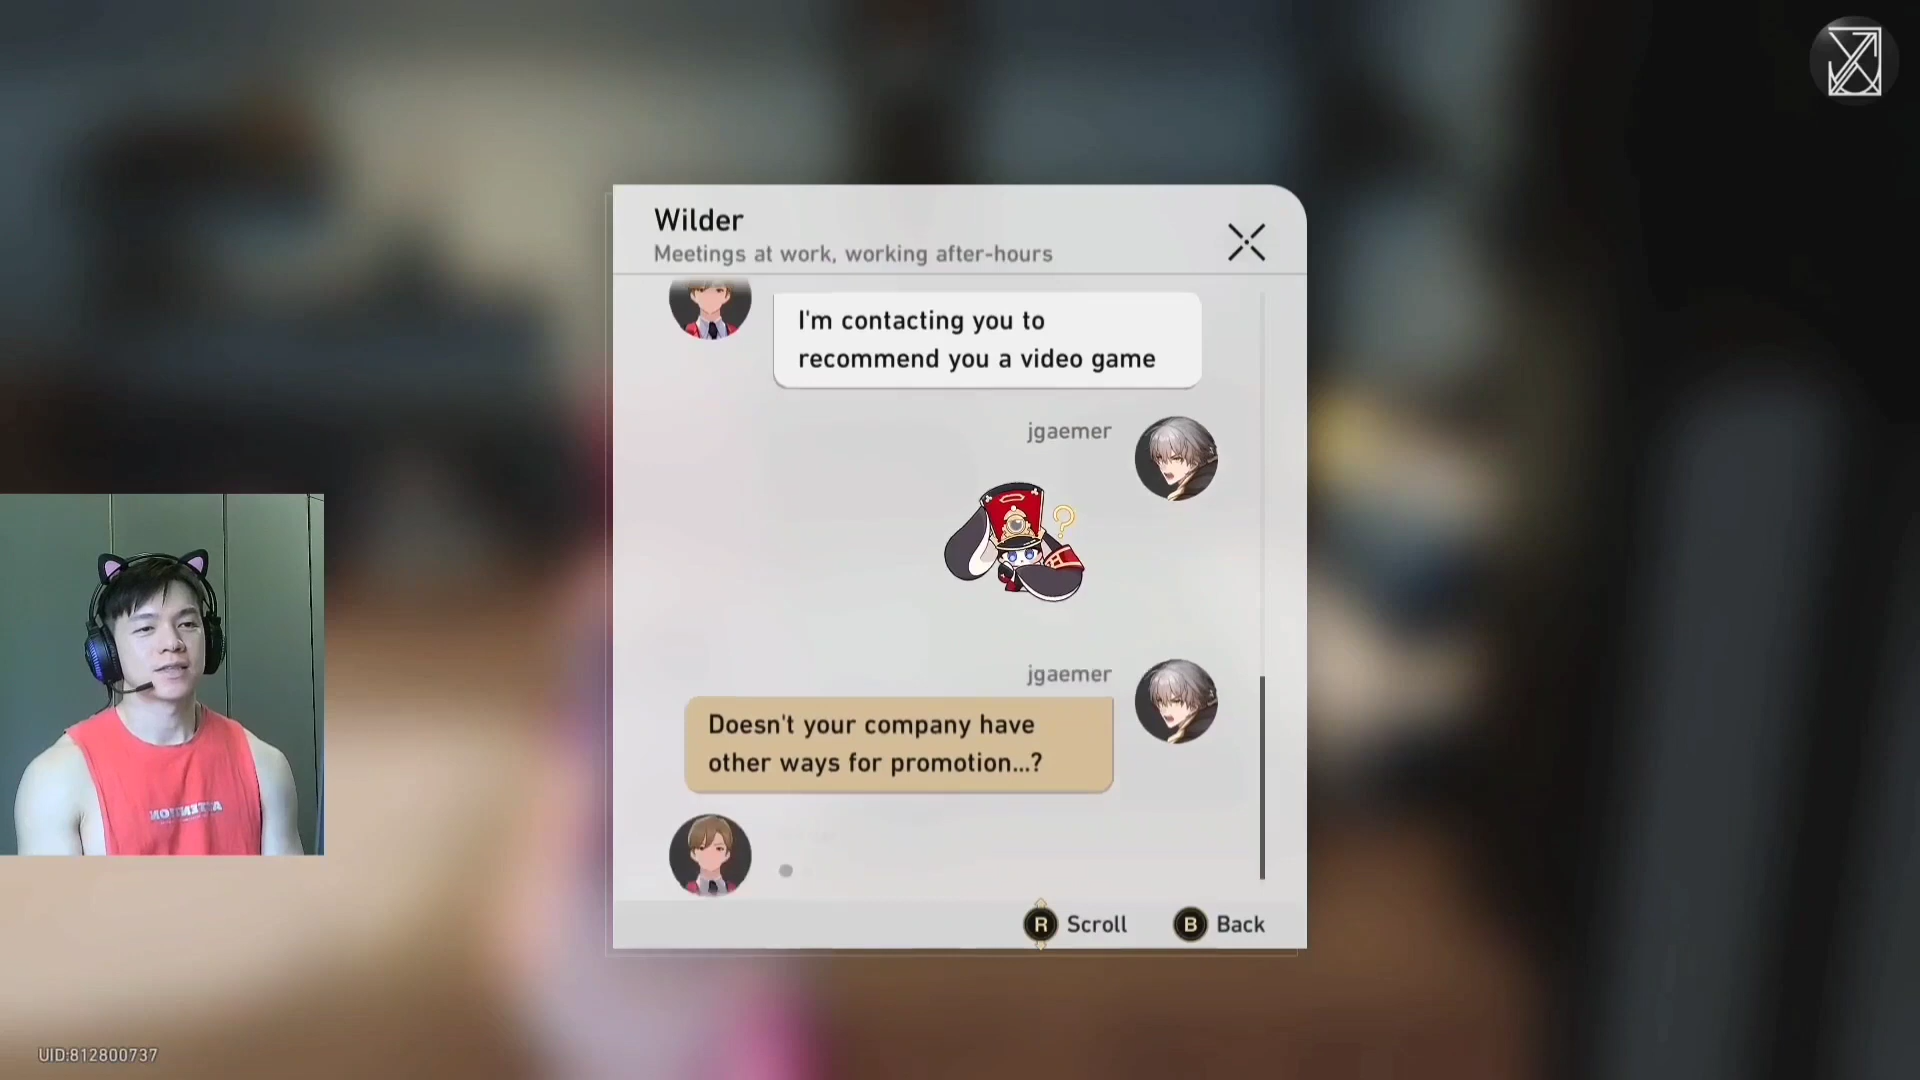 Wilder
Meetings at work, working after-hours
I'm contacting you to
recommend you a video game
jgaemer
?
jgaemer
Doesn't your company have
other ways for promotion...?
ATTENTION
R Scroll
B Back
UID:812800737